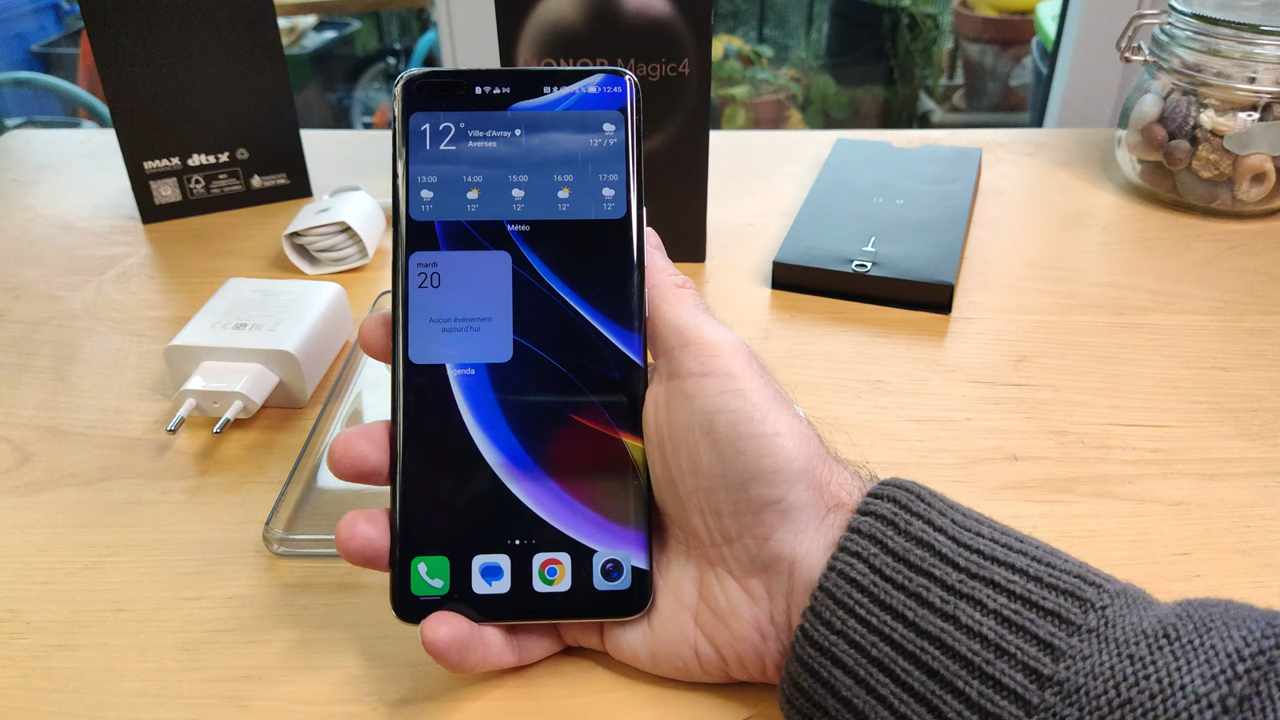 HONOR Magic4
12:45
12°
Ville-d'Avray
Averses
12° / 9°
13:00 14:00 15:00 16:00 17:00
11° 12° 12° 12° 12°
Météo
mardi
20
Aucun événement
aujourd'hui
Agenda
IMAX
dts X